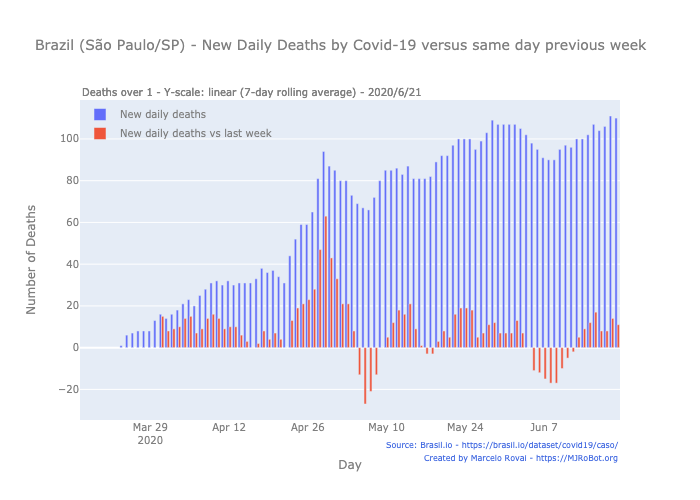 Brazil (São Paulo/SP) - New Daily Deaths by Covid-19 versus same day previous week
Deaths over 1 - Y-scale: linear (7-day rolling average) - 2020/6/21
New daily deaths
New daily deaths vs last week
Number of Deaths
100
80
60
40
20
0
−20
Mar 29 Apr 12 Apr 26 May 10 May 24 Jun 7
2020
Source: Brasil.io - https://brasil.io/dataset/covid19/caso/
Created by Marcelo Rovai - https://MJRoBot.org
Day